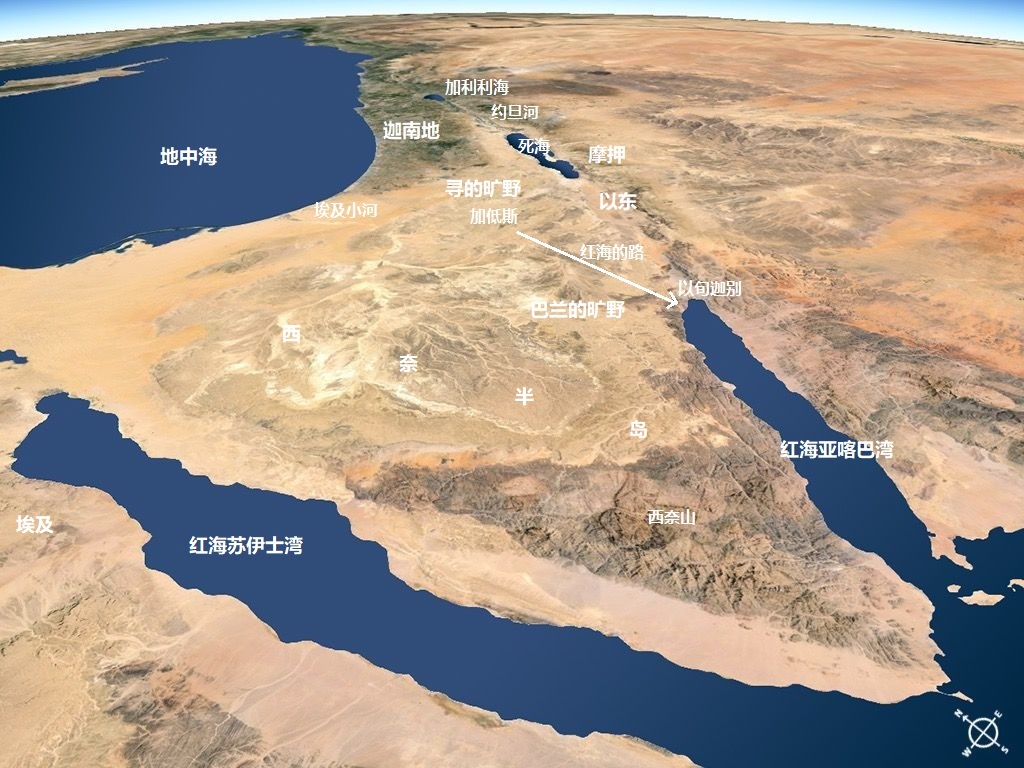 加利利海
约旦河
迦南地
死海
地中海
摩押
寻的旷野
以东
埃及小河
加低斯
红海的路
以旬迦别
巴兰的旷野
西
奈
半
岛
红海亚喀巴湾
西奈山
埃及
红海苏伊士湾
N
E
W
S